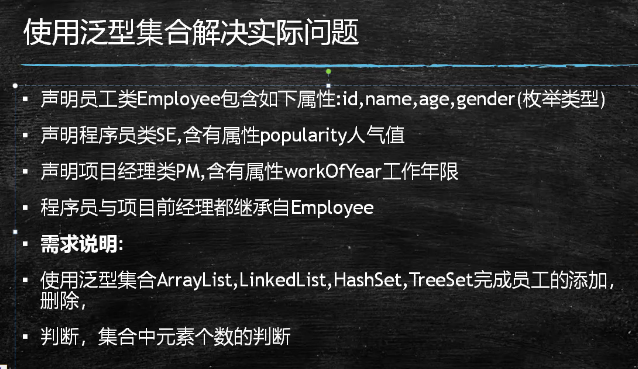 使用泛型集合解决实际问题
声明员工类Employee包含如下属性:id,name,age,gender(枚举类型)
声明程序员类SE,含有属性popularity人气值
声明项目经理类PM,含有属性workOfYear工作年限
程序员与项目前经理都继承自Employee
需求说明:
使用泛型集合ArrayList,LinkedList,HashSet,TreeSet完成员工的添加,
删除,
判断，集合中元素个数的判断